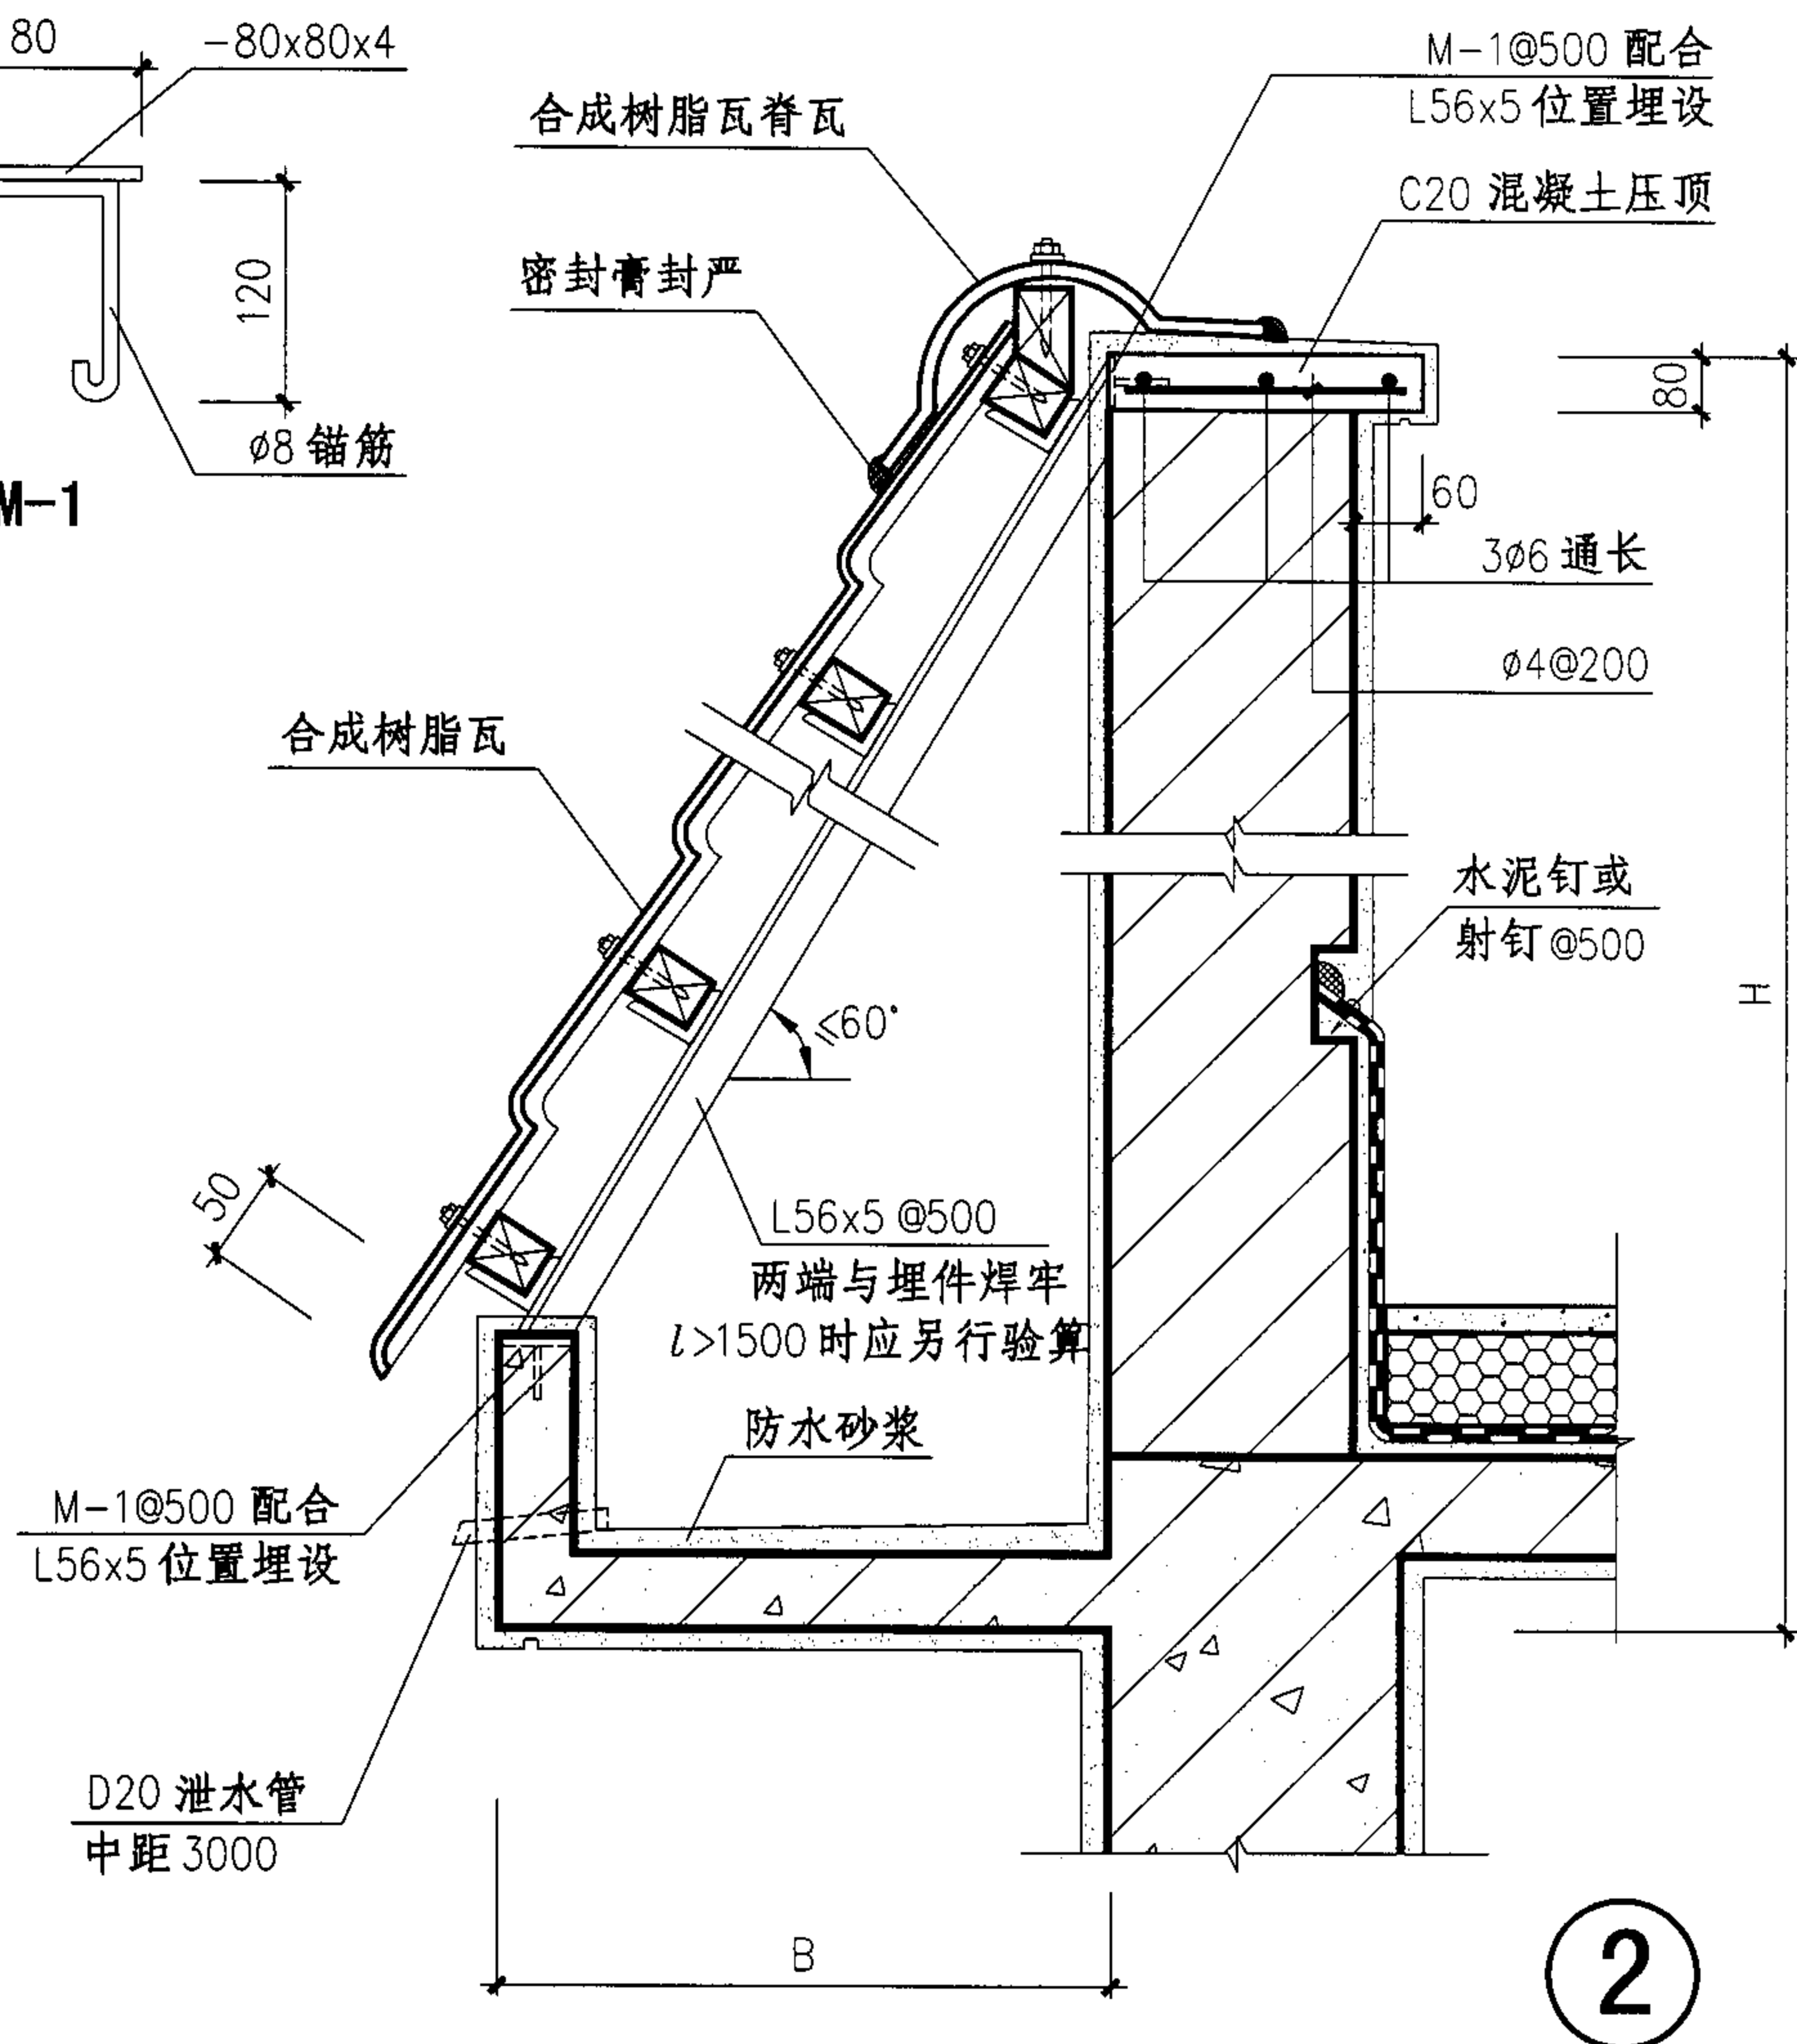 80
-80x80x4
120
ø8 锚筋
M-1
合成树脂瓦脊瓦
密封膏封严
M-1@500 配合
L56x5 位置埋设
C20 混凝土压顶
80
60
3ø6 通长
ø4@200
合成树脂瓦
水泥钉或
射钉@500
H
≤60°
50
L56x5 @500
两端与埋件焊牢
l>1500 时应另行验算
防水砂浆
M-1@500 配合
L56x5 位置埋设
D20 泄水管
中距 3000
B
2